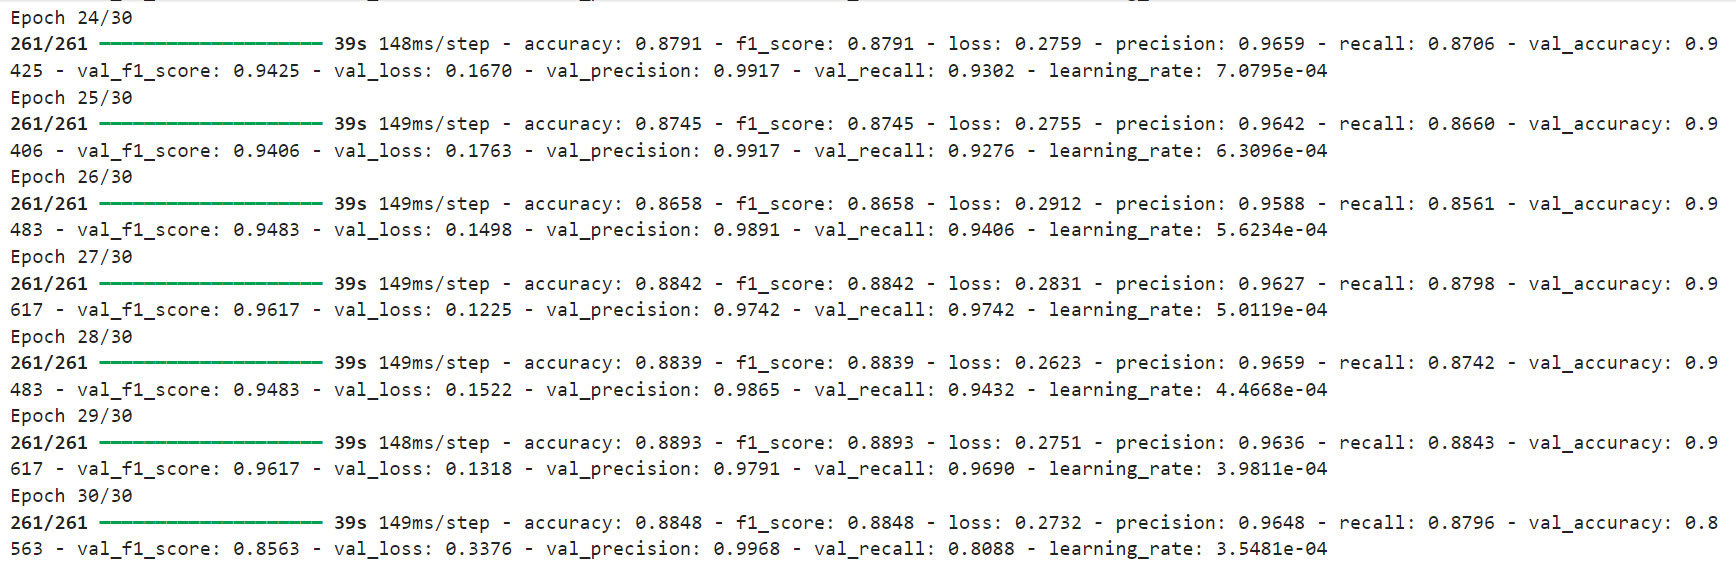 Epoch 24/30
261/261 ━━━━━━━━━━━━━━━━━━━━ 39s 148ms/step - accuracy: 0.8791 - f1_score: 0.8791 - loss: 0.2759 - precision: 0.9659 - recall: 0.8706 - val_accuracy: 0.9
425 - val_f1_score: 0.9425 - val_loss: 0.1670 - val_precision: 0.9917 - val_recall: 0.9302 - learning_rate: 7.0795e-04
Epoch 25/30
261/261 ━━━━━━━━━━━━━━━━━━━━ 39s 149ms/step - accuracy: 0.8745 - f1_score: 0.8745 - loss: 0.2755 - precision: 0.9642 - recall: 0.8660 - val_accuracy: 0.9
406 - val_f1_score: 0.9406 - val_loss: 0.1763 - val_precision: 0.9917 - val_recall: 0.9276 - learning_rate: 6.3096e-04
Epoch 26/30
261/261 ━━━━━━━━━━━━━━━━━━━━ 39s 149ms/step - accuracy: 0.8658 - f1_score: 0.8658 - loss: 0.2912 - precision: 0.9588 - recall: 0.8561 - val_accuracy: 0.9
483 - val_f1_score: 0.9483 - val_loss: 0.1498 - val_precision: 0.9891 - val_recall: 0.9406 - learning_rate: 5.6234e-04
Epoch 27/30
261/261 ━━━━━━━━━━━━━━━━━━━━ 39s 149ms/step - accuracy: 0.8842 - f1_score: 0.8842 - loss: 0.2831 - precision: 0.9627 - recall: 0.8798 - val_accuracy: 0.9
617 - val_f1_score: 0.9617 - val_loss: 0.1225 - val_precision: 0.9742 - val_recall: 0.9742 - learning_rate: 5.0119e-04
Epoch 28/30
261/261 ━━━━━━━━━━━━━━━━━━━━ 39s 149ms/step - accuracy: 0.8839 - f1_score: 0.8839 - loss: 0.2623 - precision: 0.9659 - recall: 0.8742 - val_accuracy: 0.9
483 - val_f1_score: 0.9483 - val_loss: 0.1522 - val_precision: 0.9865 - val_recall: 0.9432 - learning_rate: 4.4668e-04
Epoch 29/30
261/261 ━━━━━━━━━━━━━━━━━━━━ 39s 148ms/step - accuracy: 0.8893 - f1_score: 0.8893 - loss: 0.2751 - precision: 0.9636 - recall: 0.8843 - val_accuracy: 0.9
617 - val_f1_score: 0.9617 - val_loss: 0.1318 - val_precision: 0.9791 - val_recall: 0.9690 - learning_rate: 3.9811e-04
Epoch 30/30
261/261 ━━━━━━━━━━━━━━━━━━━━ 39s 149ms/step - accuracy: 0.8848 - f1_score: 0.8848 - loss: 0.2732 - precision: 0.9648 - recall: 0.8796 - val_accuracy: 0.8
563 - val_f1_score: 0.8563 - val_loss: 0.3376 - val_precision: 0.9968 - val_recall: 0.8088 - learning_rate: 3.5481e-04